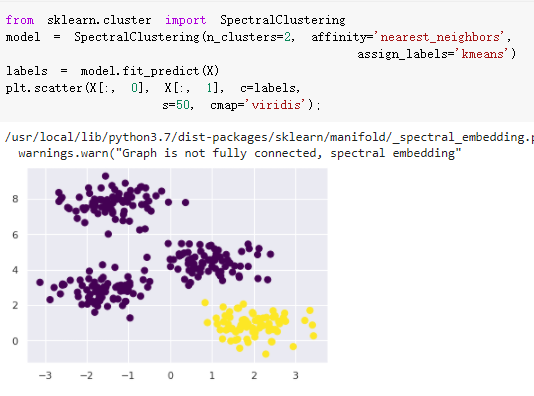 from sklearn.cluster import SpectralClustering
model = SpectralClustering(n_clusters=2, affinity='nearest_neighbors',
assign_labels='kmeans')
labels = model.fit_predict(X)
plt.scatter(X[:, 0], X[:, 1], c=labels,
s=50, cmap='viridis');
/usr/local/lib/python3.7/dist-packages/sklearn/manifold/_spectral_embedding.p
warnings.warn("Graph is not fully connected, spectral embedding"
8
6
4
2
0
−3 −2 −1 0 1 2 3